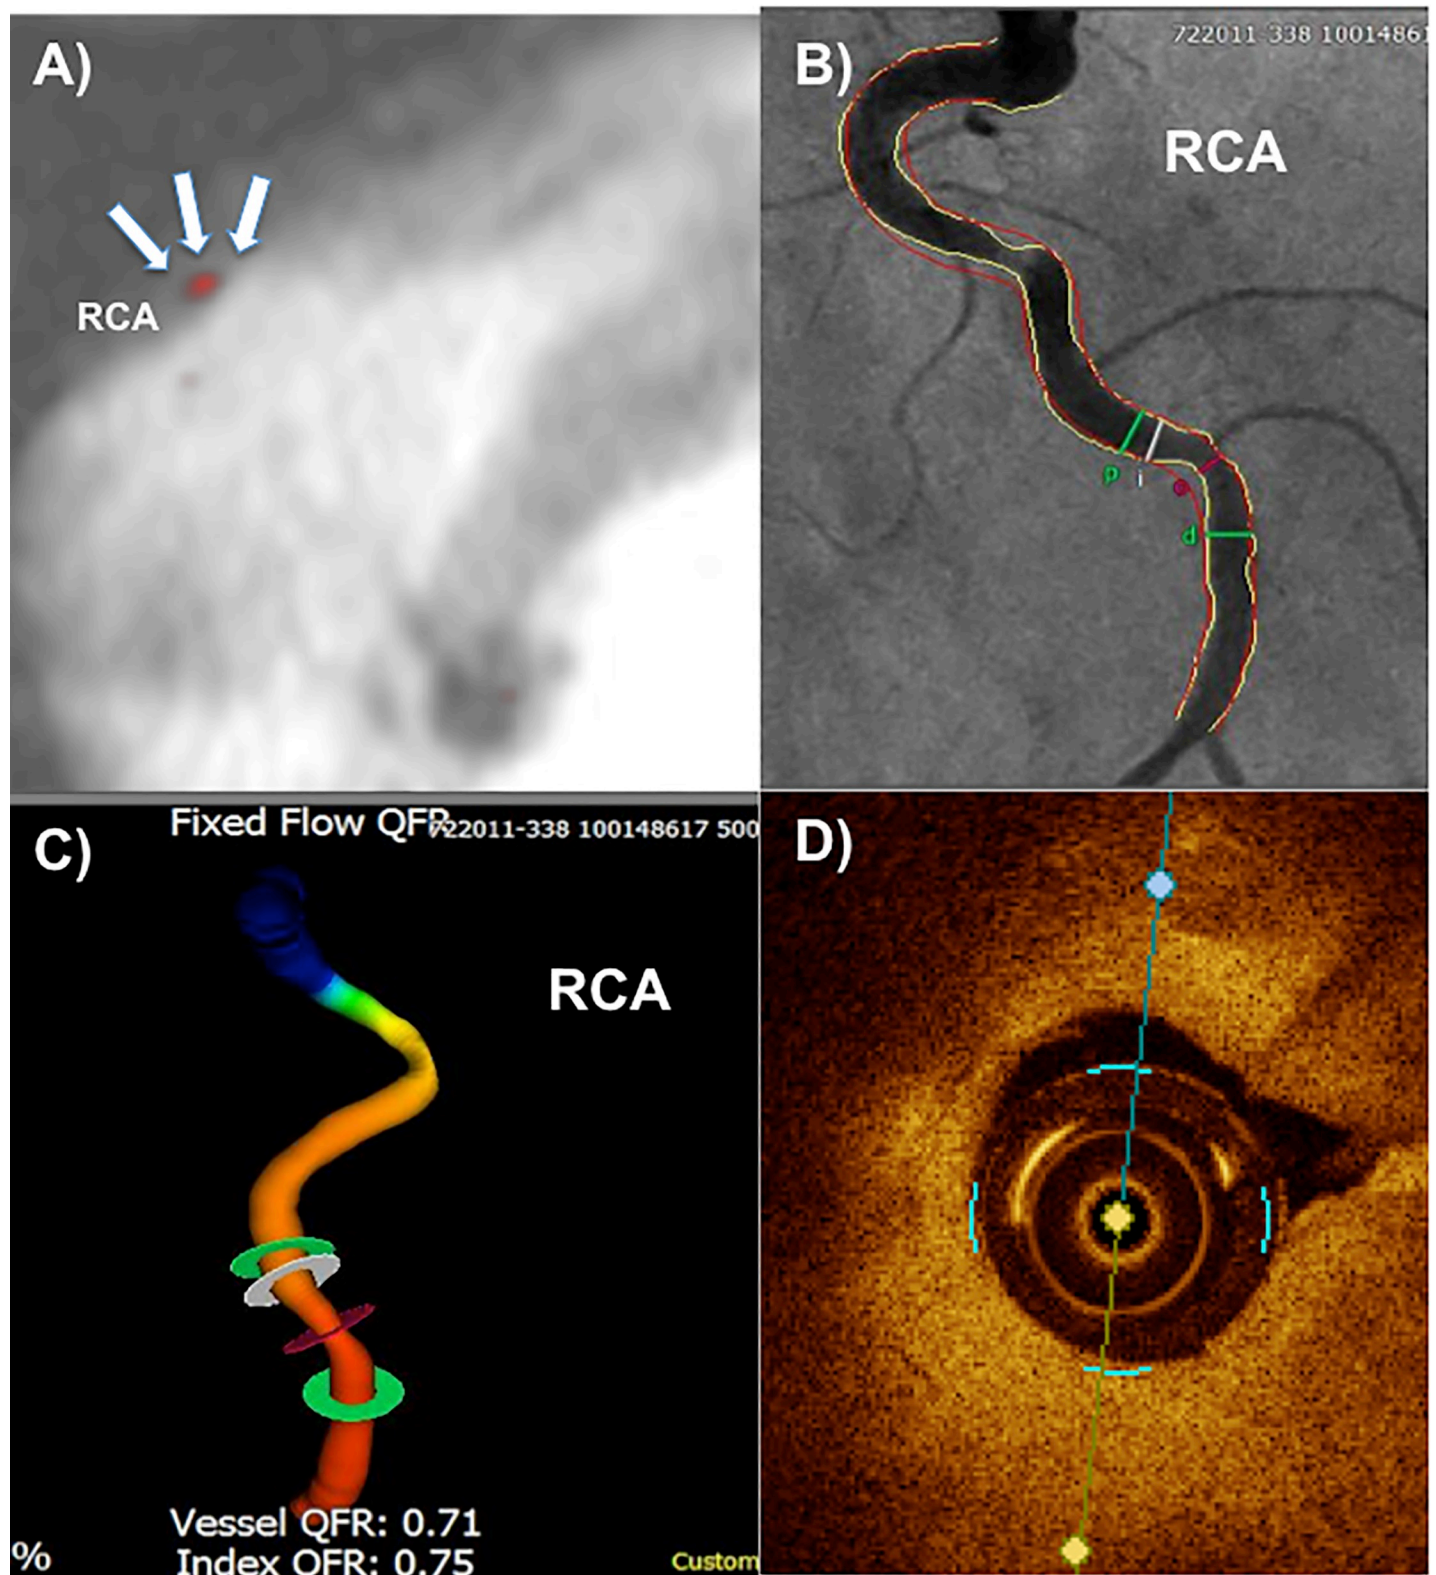 A)
RCA
B)
722011-338 10014861
RCA
p
i
o
d
C)
Fixed Flow QFR
722011-338 100148617 500
RCA
Vessel QFR: 0.71
Index QFR: 0.75
%
Custom
D)